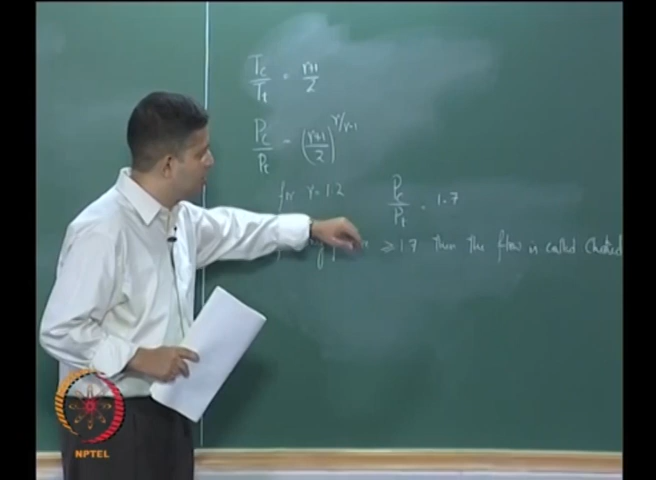 Tc/Tt = γ+1/2
Pc/Pt = (γ+1/2)^γ/γ-1
for γ = 1.2 Pc/Pt = 1.7
≥ 1.7 then the flow is called Choked
NPTEL